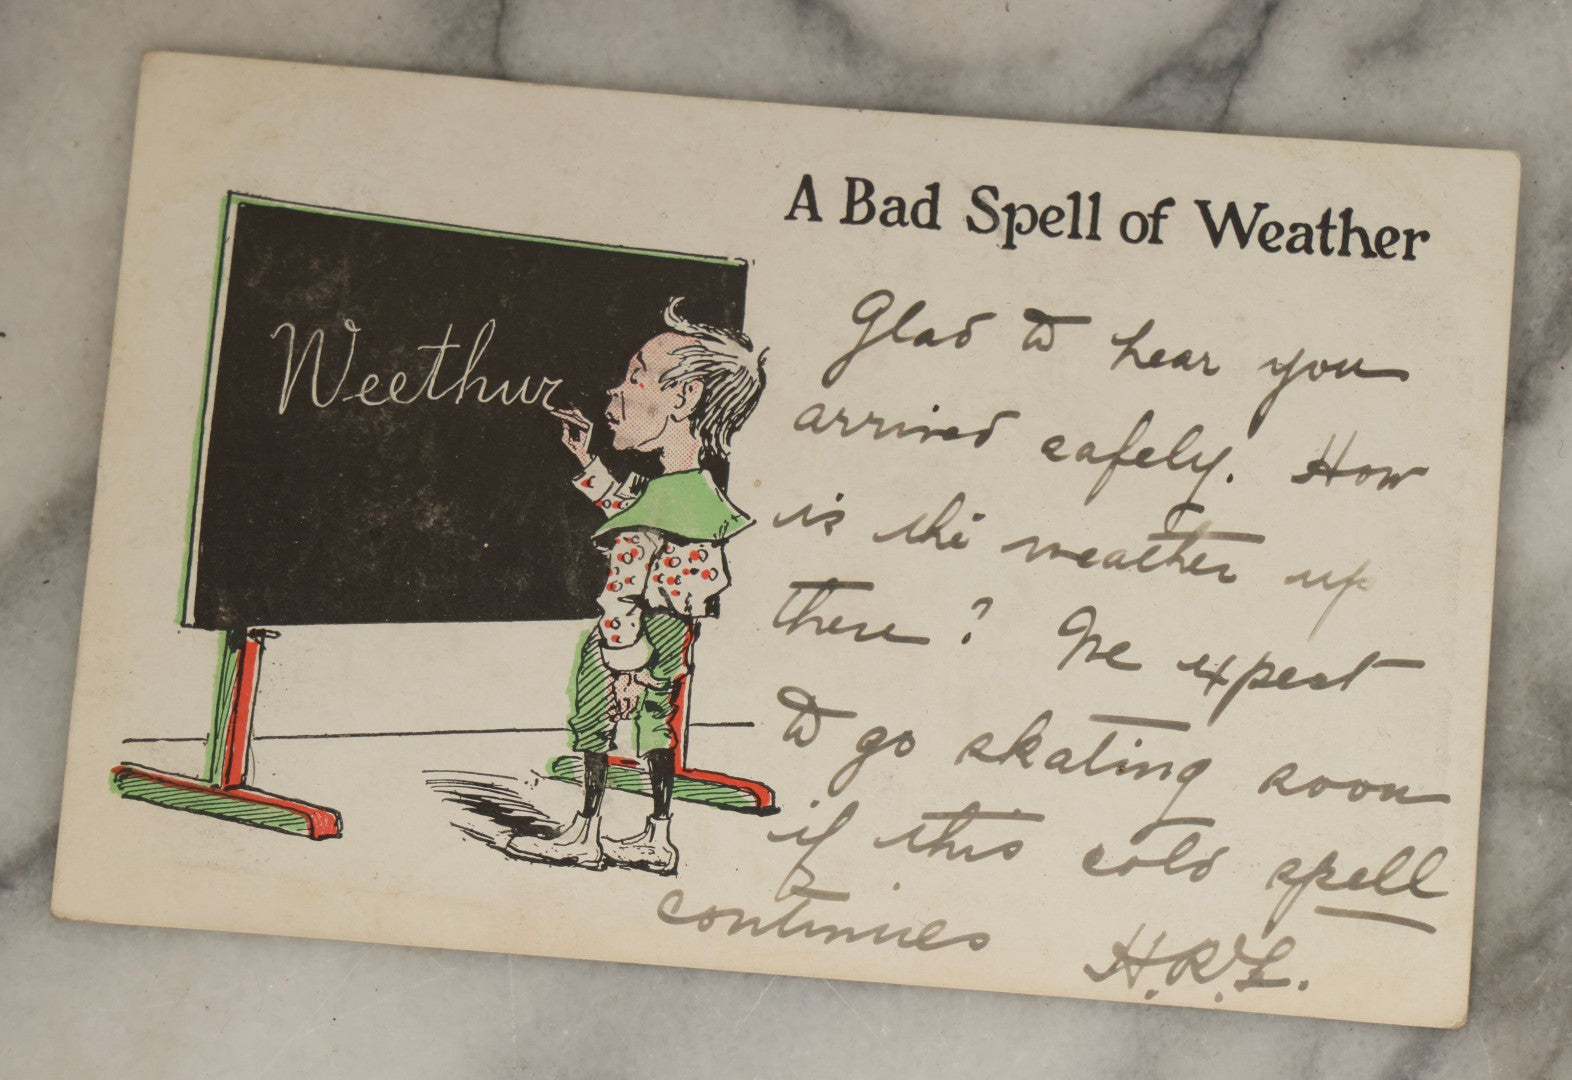 A Bad Spell of Weather
Weethur
Glad to hear you
arrived safely. How
is the weather up
there? We expect
to go skating soon
if this cold spell
continues
H.R.L.